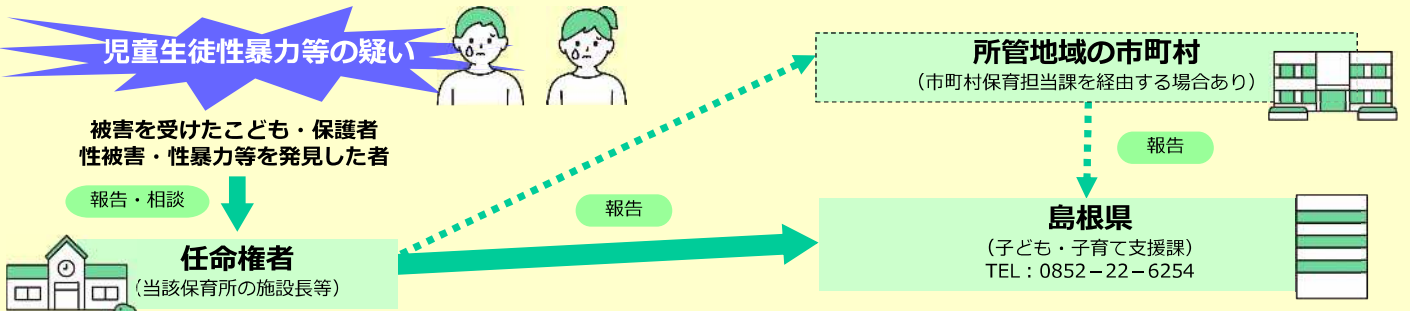 児童生徒性暴力等の疑い
被害を受けたこども・保護者
性被害・性暴力等を発見した者
報告・相談
任命権者
（当該保育所の施設長等）
報告
所管地域の市町村
（市町村保育担当課を経由する場合あり）
報告
島根県
（子ども・子育て支援課）
TEL：0852－22－6254